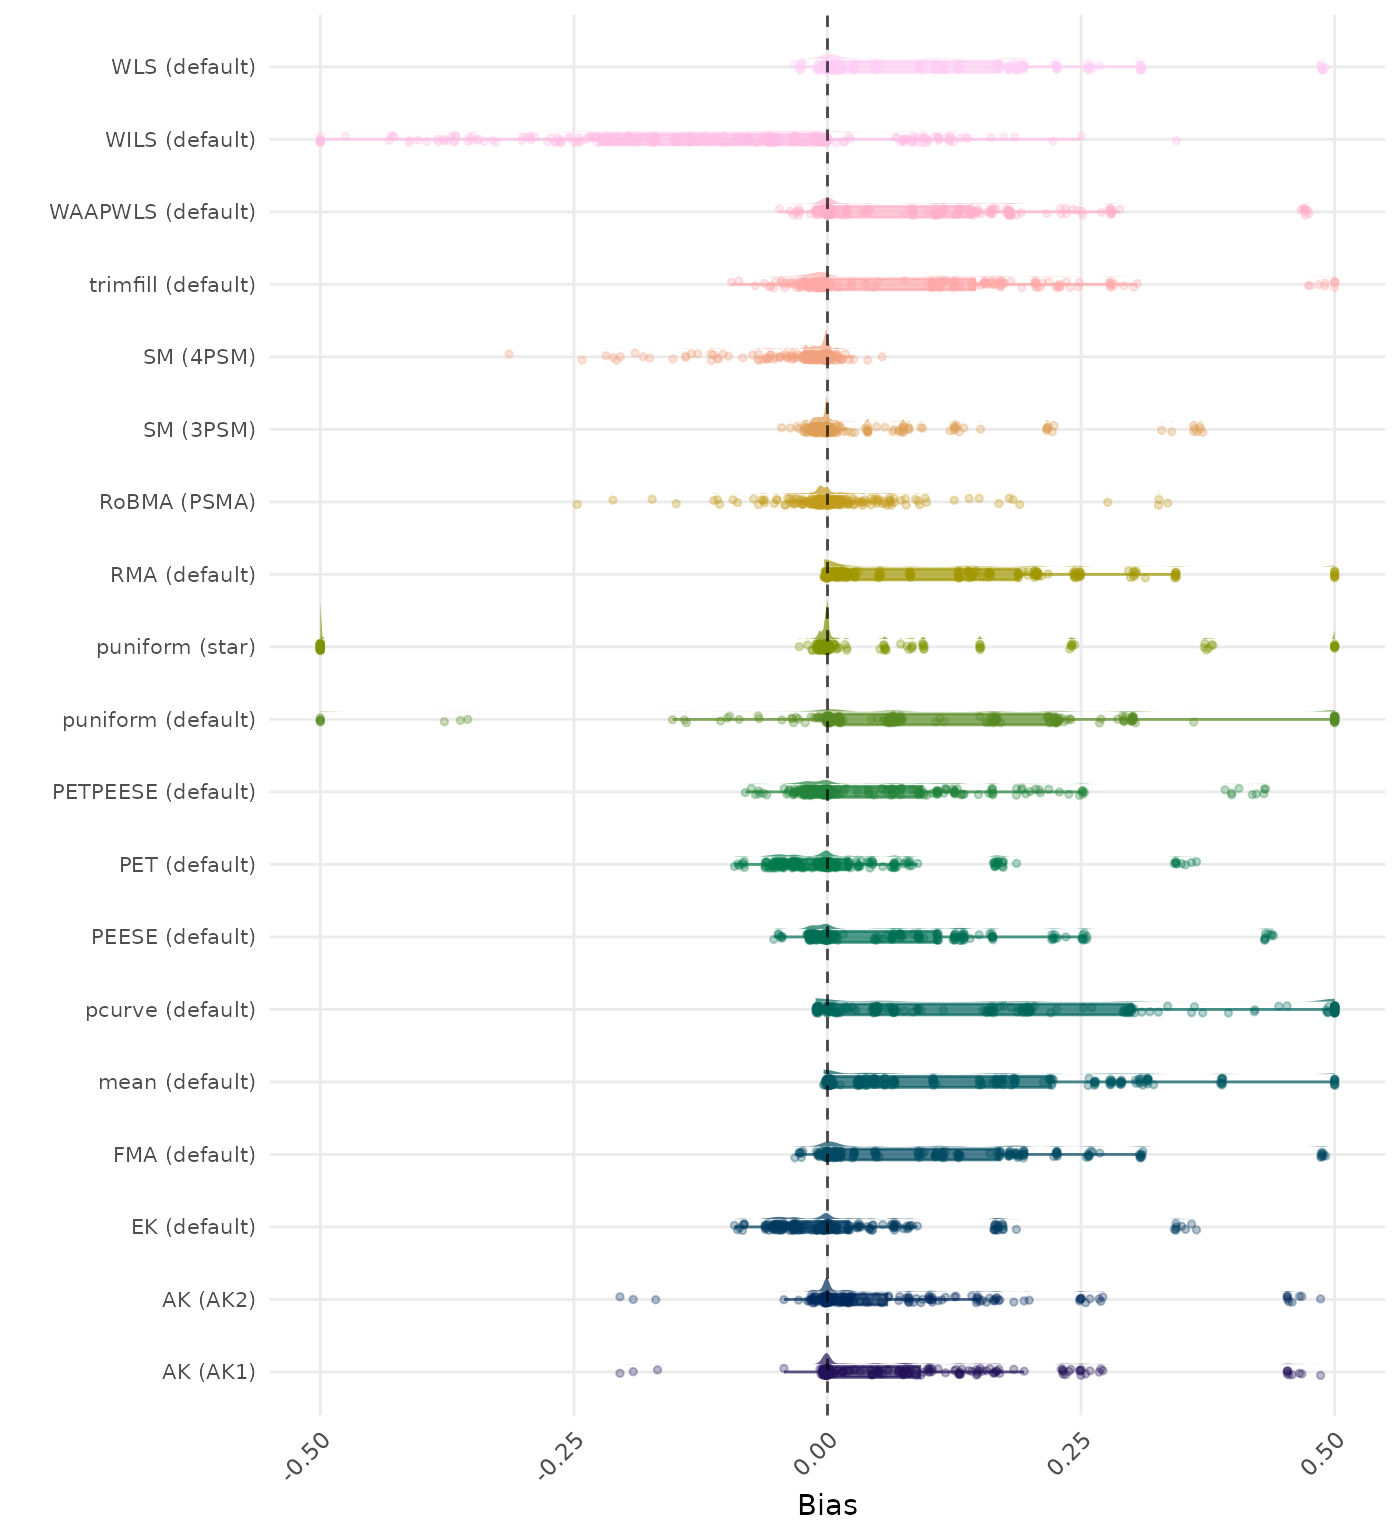 WLS (default)
WILS (default)
WAAPWLS (default)
trimfill (default)
SM (4PSM)
SM (3PSM)
RoBMA (PSMA)
RMA (default)
puniform (star)
puniform (default)
PETPEESE (default)
PET (default)
PEESE (default)
pcurve (default)
mean (default)
FMA (default)
EK (default)
AK (AK2)
AK (AK1)
-0.50
-0.25
0.00
0.25
0.50
Bias